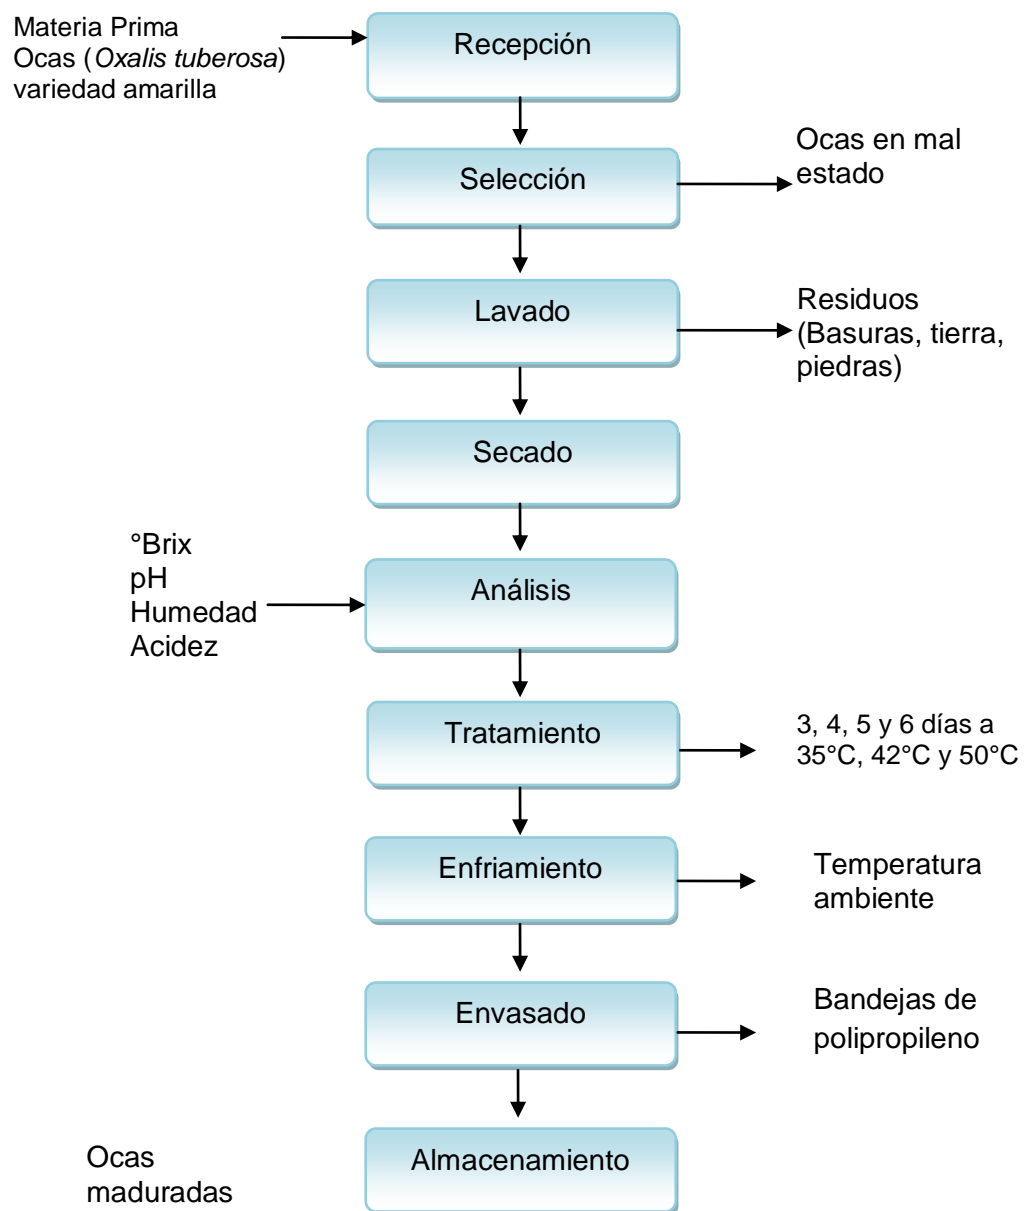 Materia Prima
Ocas (Oxalis tuberosa)
variedad amarilla
Recepción
Selección
Ocas en mal
estado
Lavado
Residuos
(Basuras, tierra,
piedras)
Secado
°Brix
pH
Humedad
Acidez
Análisis
Tratamiento
3, 4, 5 y 6 días a
35°C, 42°C y 50°C
Enfriamiento
Temperatura
ambiente
Envasado
Bandejas de
polipropileno
Ocas
maduradas
Almacenamiento